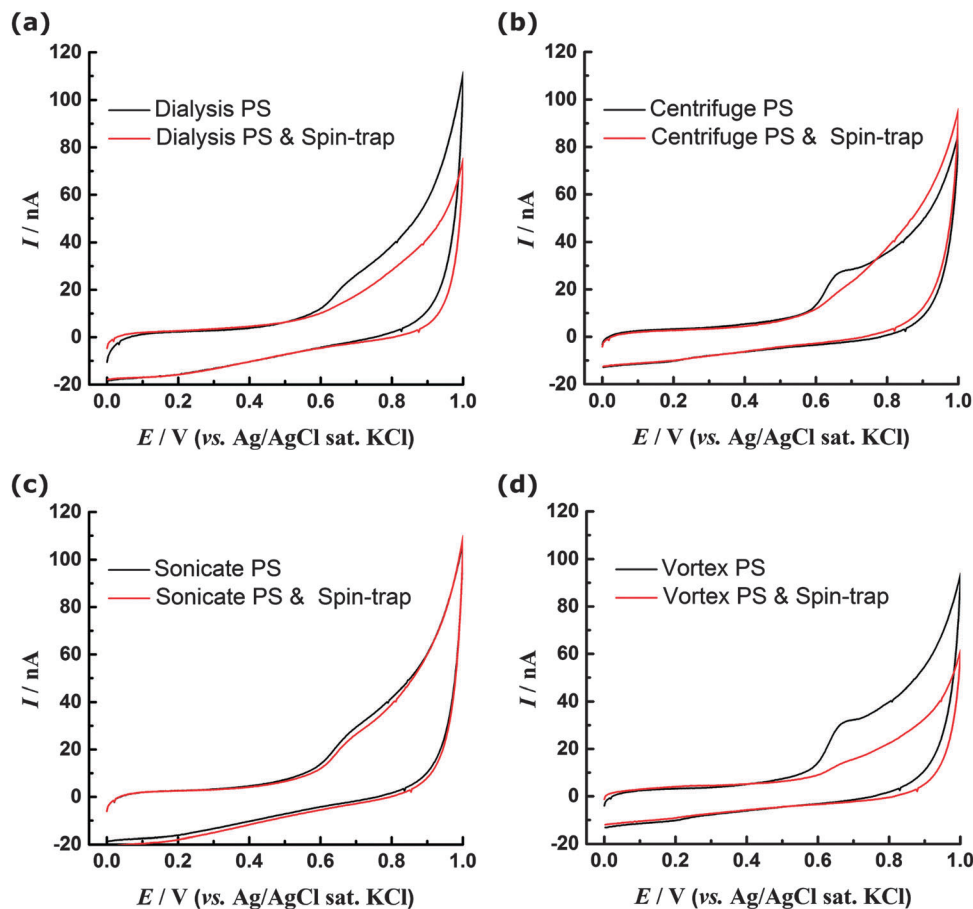 (a)
120
100
80
60
40
20
0
-20
I / nA
Dialysis PS
Dialysis PS & Spin-trap
0.0 0.2 0.4 0.6 0.8 1.0
E / V (vs. Ag/AgCl sat. KCl)
(b)
120
100
80
60
40
20
0
-20
I / nA
Centrifuge PS
Centrifuge PS & Spin-trap
0.0 0.2 0.4 0.6 0.8 1.0
E / V (vs. Ag/AgCl sat. KCl)
(c)
120
100
80
60
40
20
0
-20
I / nA
Sonicate PS
Sonicate PS & Spin-trap
0.0 0.2 0.4 0.6 0.8 1.0
E / V (vs. Ag/AgCl sat. KCl)
(d)
120
100
80
60
40
20
0
-20
I / nA
Vortex PS
Vortex PS & Spin-trap
0.0 0.2 0.4 0.6 0.8 1.0
E / V (vs. Ag/AgCl sat. KCl)